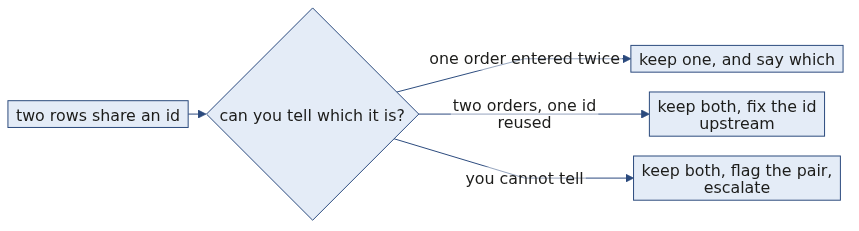 two rows share an id
can you tell which it is?
one order entered twice
keep one, and say which
two orders, one id
reused
keep both, fix the id
upstream
you cannot tell
keep both, flag the pair,
escalate